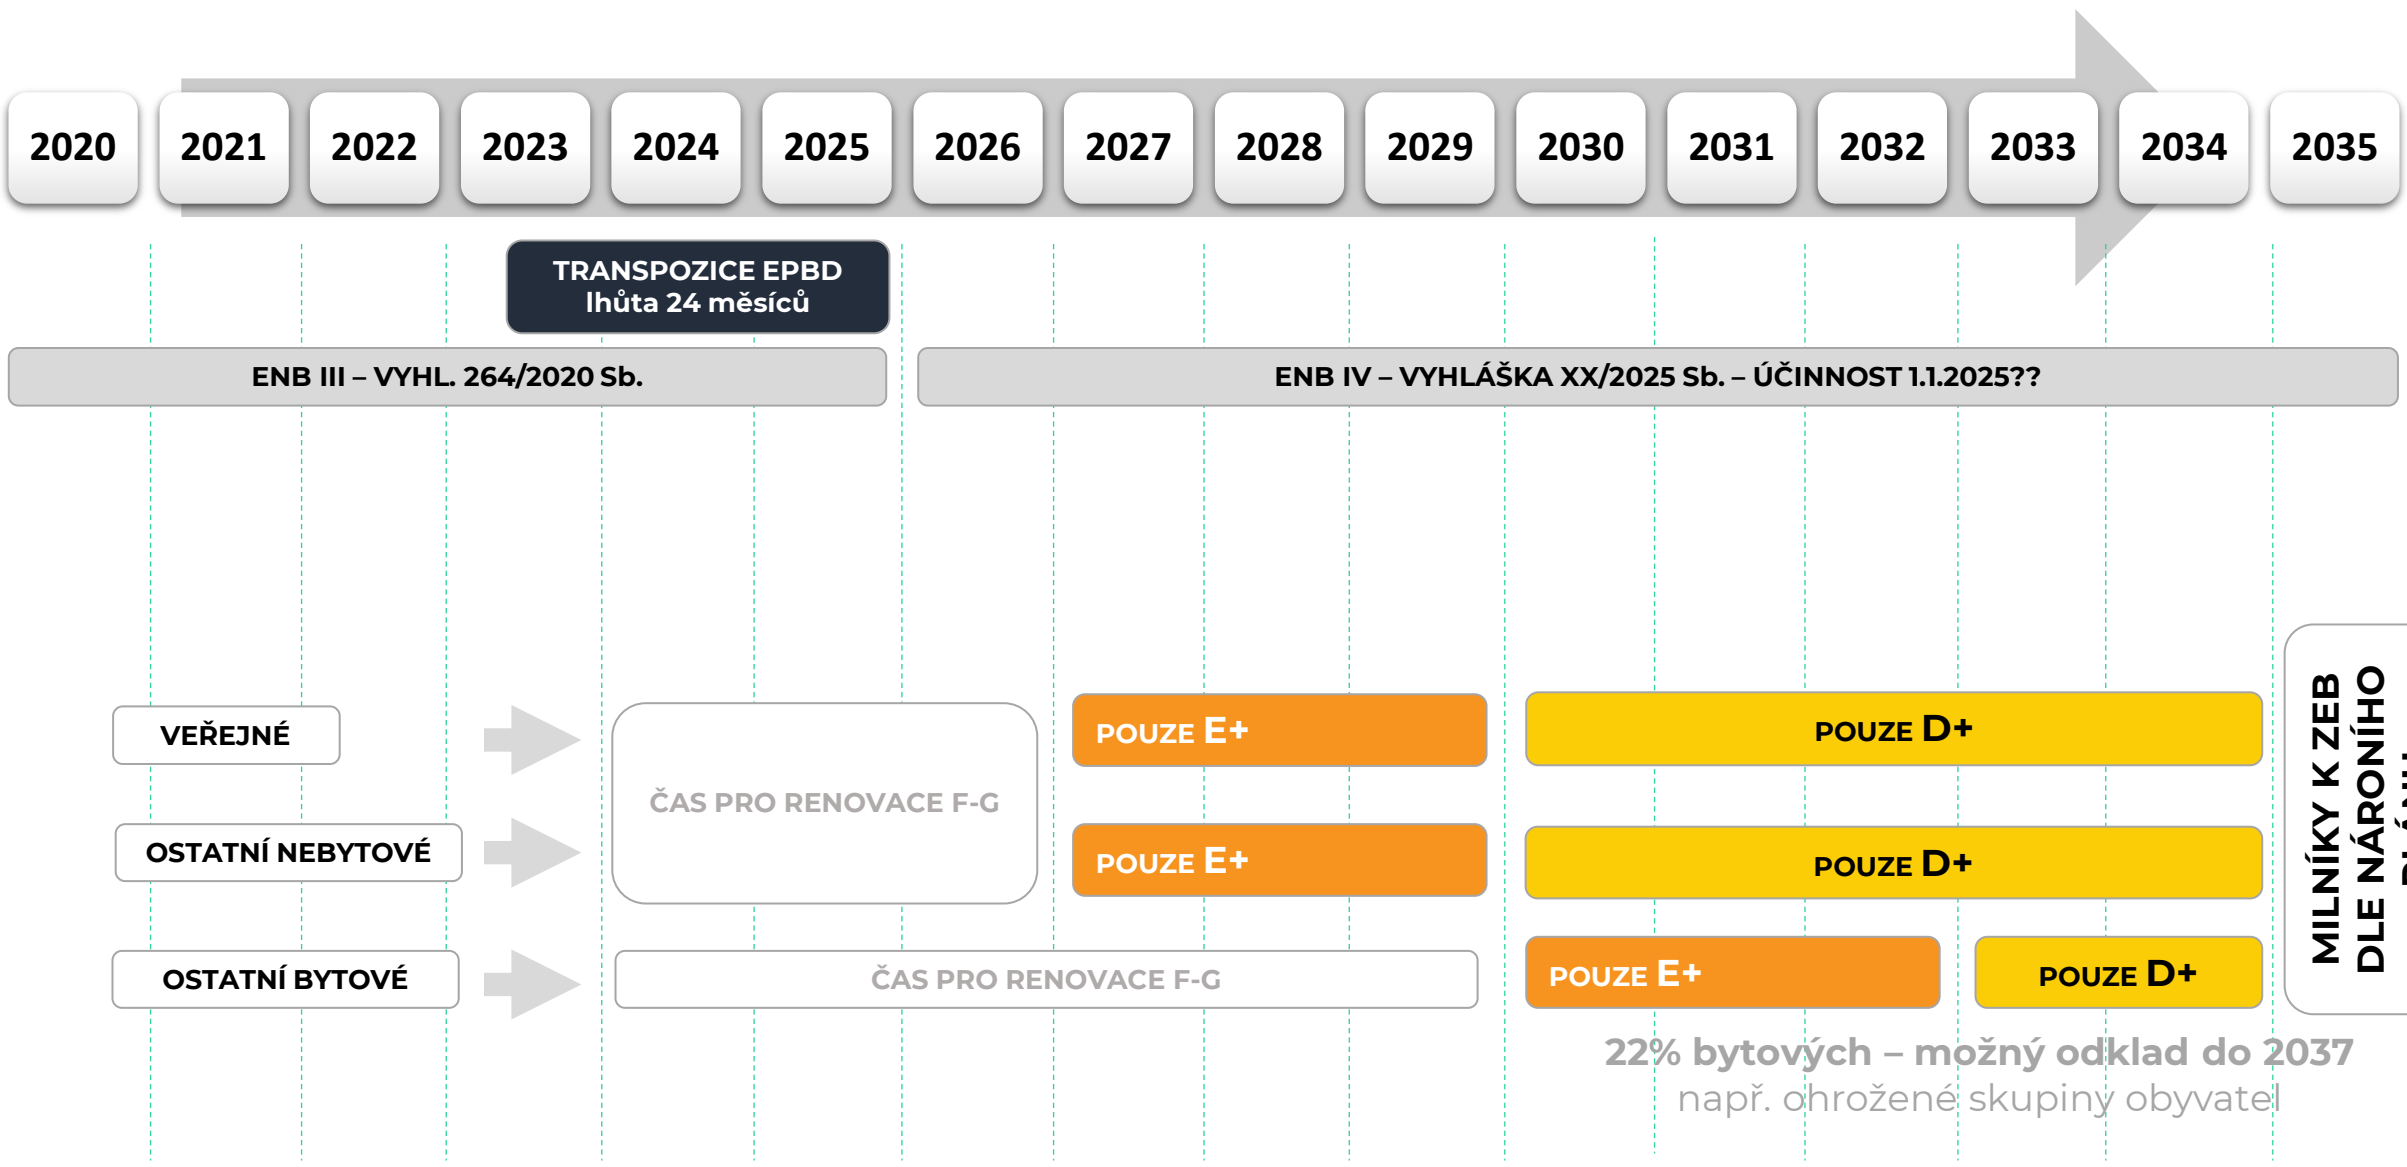 2020 2021 2022 2023 2024 2025 2026 2027 2028 2029 2030 2031 2032 2033 2034 2035
TRANSPOZICE EPBD
lhůta 24 měsíců
ENB III – VYHL. 264/2020 Sb.
ENB IV – VYHLÁŠKA XX/2025 Sb. – ÚČINNOST 1.1.2025??
VEŘEJNÉ
ČAS PRO RENOVACE F-G
POUZE E+
POUZE D+
OSTATNÍ NEBYTOVÉ
POUZE E+
POUZE D+
OSTATNÍ BYTOVÉ
ČAS PRO RENOVACE F-G
POUZE E+
POUZE D+
MILNÍKY K ZEB
DLE NÁRONÍHO
22% bytových – možný odklad do 2037
např. ohrožené skupiny obyvatel